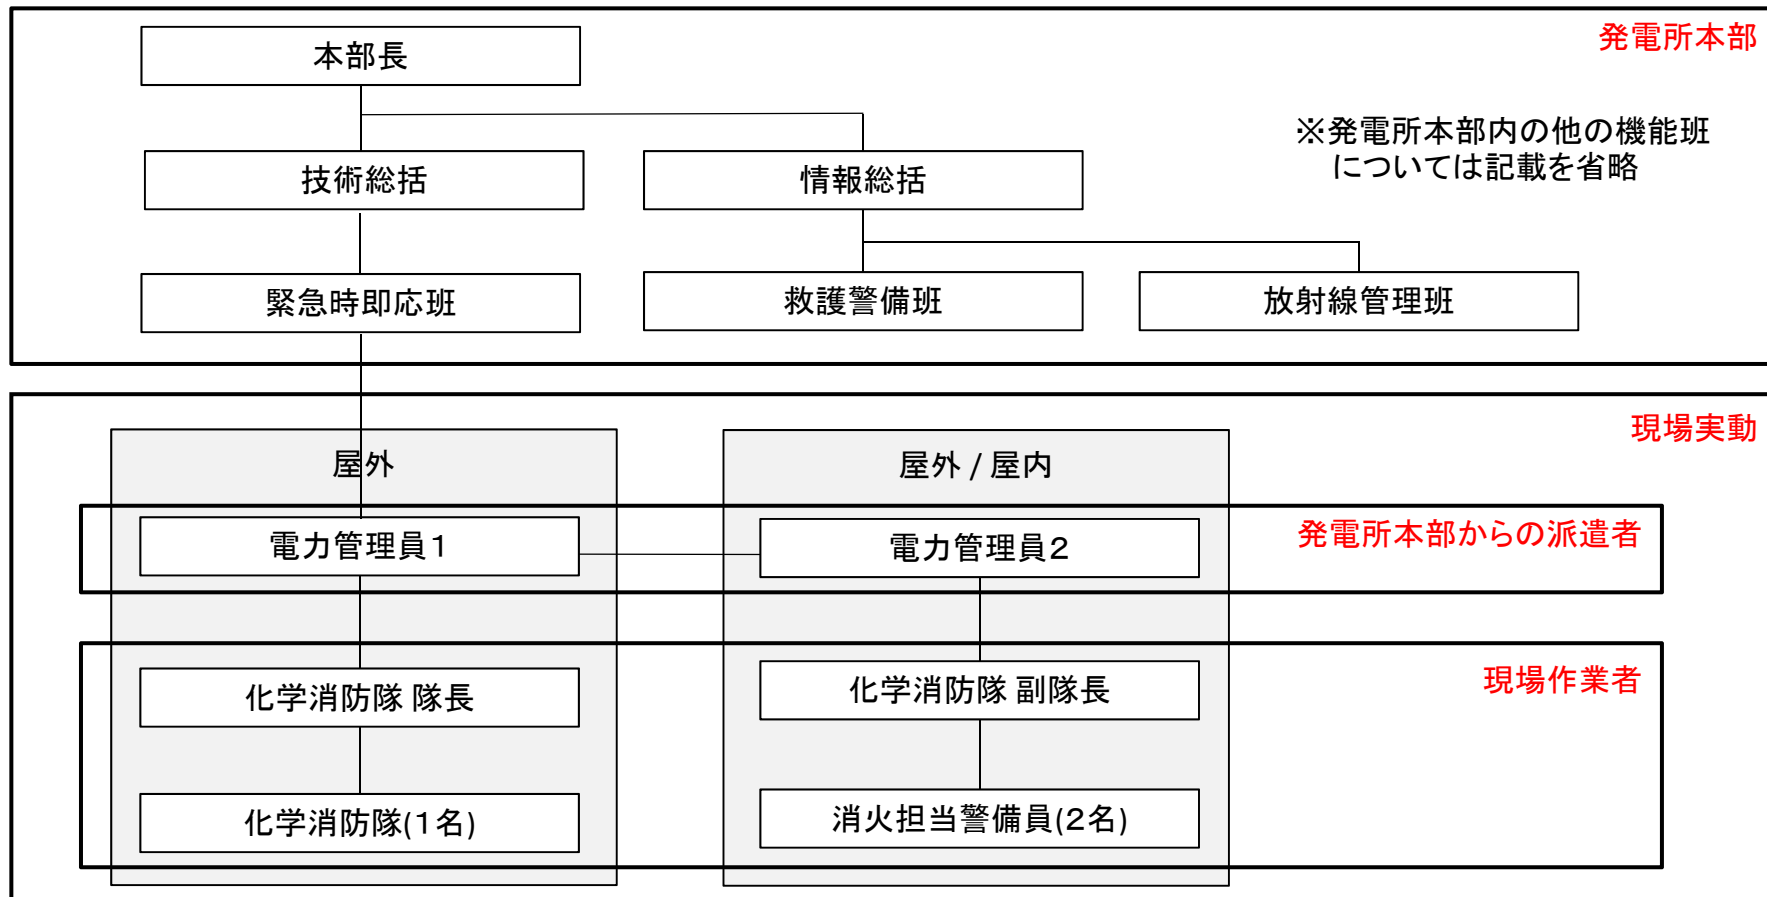 発電所本部
本部長
※発電所本部内の他の機能班
については記載を省略
技術総括
情報総括
緊急時即応班
救護警備班
放射線管理班
現場実動
屋外
屋外 / 屋内
発電所本部からの派遣者
電力管理員1
電力管理員2
現場作業者
化学消防隊 隊長
化学消防隊 副隊長
化学消防隊(1名)
消火担当警備員(2名)